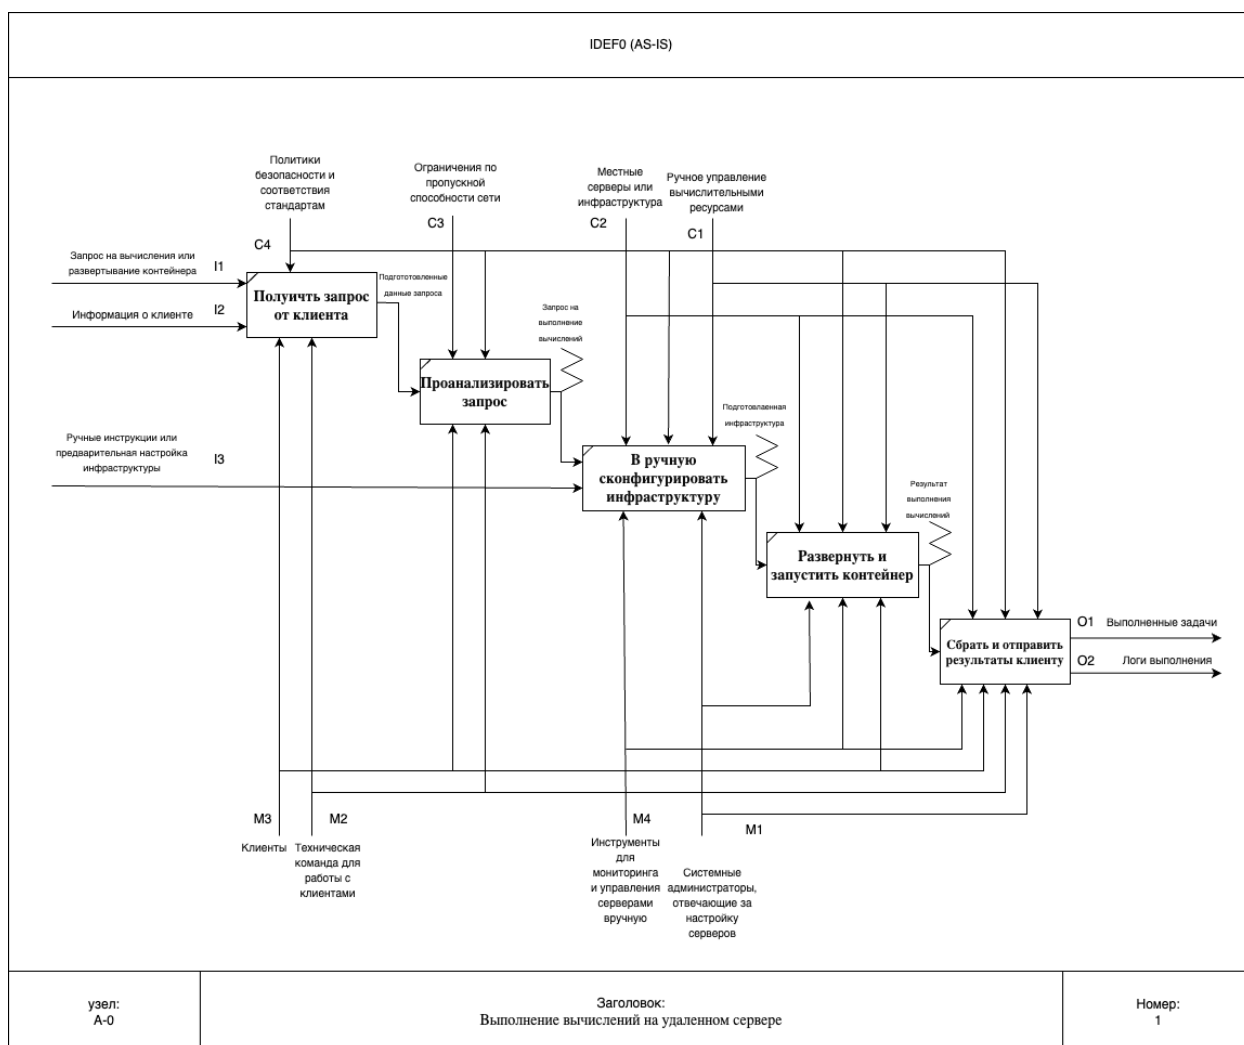 IDEF0 (AS-IS)
Политики
безопасности и
соответствия
стандартам
Ограничения по
пропускной
способности сети
Местные
серверы или
инфраструктура
Ручное управление
вычислительными
ресурсами
C4
C3
C2
C1
Запрос на вычисления или
развертывание контейнера
I1
Информация о клиенте
I2
Полуичть запрос
от клиента
Подгототвленные
данные запроса
Запрос на
выполнение
вычислений
Проанализировать
запрос
Ручные инструкции или
предварительная настройка
инфраструктуры
I3
В ручную
сконфигурировать
инфраструктуру
Подготвлаенная
инфраструктура
Результат
выполнения
вычислений
Развернуть и
запустить контейнер
Сбрать и отправить
результаты клиенту
O1
Выполненные задачи
O2
Логи выполнения
M3
M2
M4
M1
Клиенты
Техническая
команда для
работы с
клиентами
Инструменты
для
мониторинга
и управления
серверами
вручную
Системные
администраторы,
отвечающие за
настройку
серверов
узел:
A-0
Заголовок:
Выполнение вычислений на удаленном сервере
Номер:
1